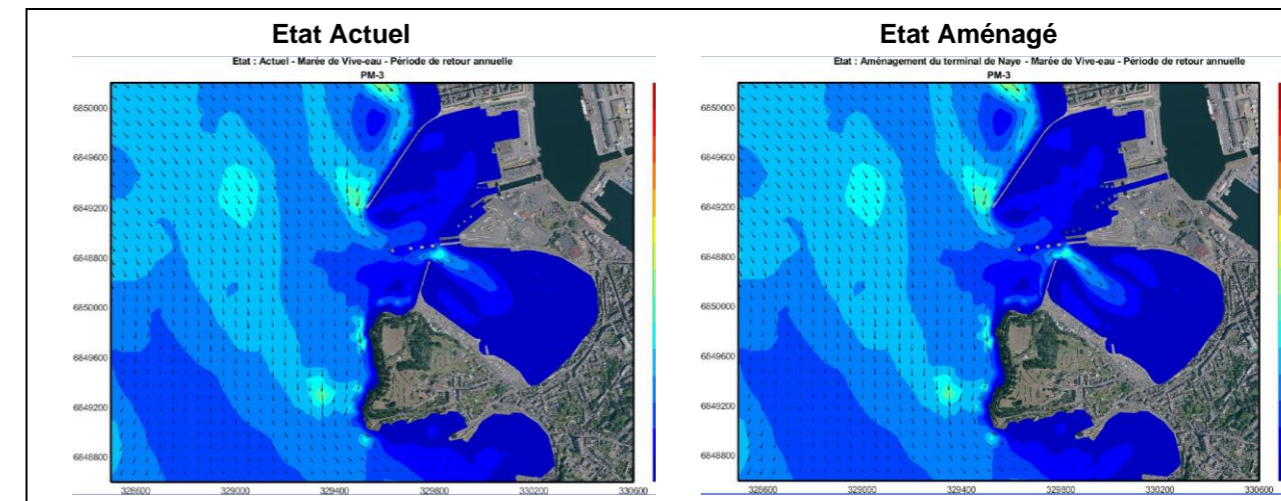 Etat Actuel
Etat : Actuel - Marée de Vive-eau - Période de retour annuelle
PM-3
6850000
6849600
6849200
6848800
6850000
6849600
6849200
6848800
328600 329000 329400 329800 330200 330600
Etat Aménagé
Etat : Aménagement du terminal de Naye - Marée de Vive-eau - Période de retour annuelle
PM-3
6850000
6849600
6849200
6848800
6850000
6849600
6849200
6848800
328600 329000 329400 329800 330200 330600